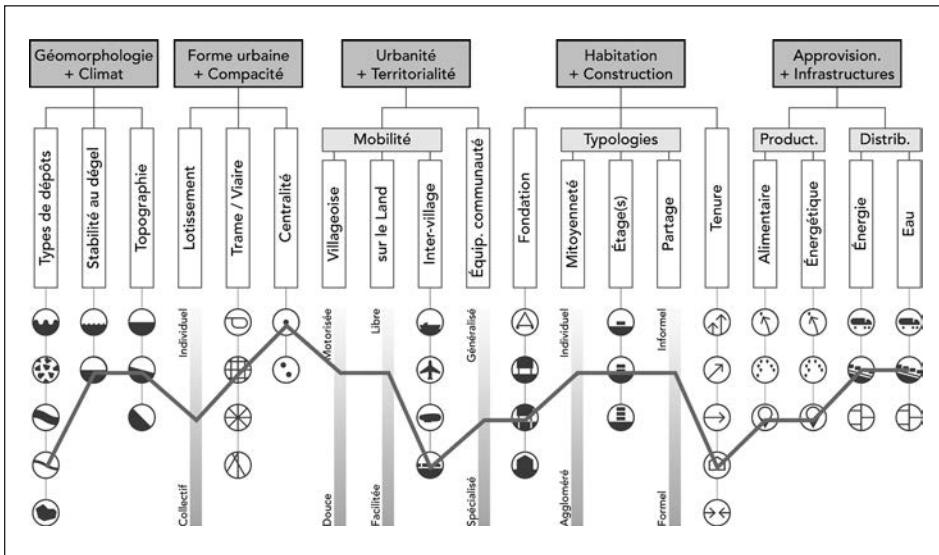 Géomorphologie
+ Climat
Forme urbaine
+ Compacité
Urbanité
+ Territorialité
Habitation
+ Construction
Approvision.
+ Infrastructures
Mobilité
Typologies
Product.
Distrib.
Types de dépôts
Stabilité au dégel
Topographie
Lotissement
Trame / Viaire
Centralité
Villageoise
sur le Land
Inter-village
Équip. communauté
Fondation
Mitoyenneté
Étage(s)
Partage
Tenure
Alimentaire
Énergétique
Énergie
Eau
Individuel
Motorisée
Libre
Généralisé
Individuel
Informel
Collectif
Douce
Facilitée
Spécialisé
Aggloméré
Formel